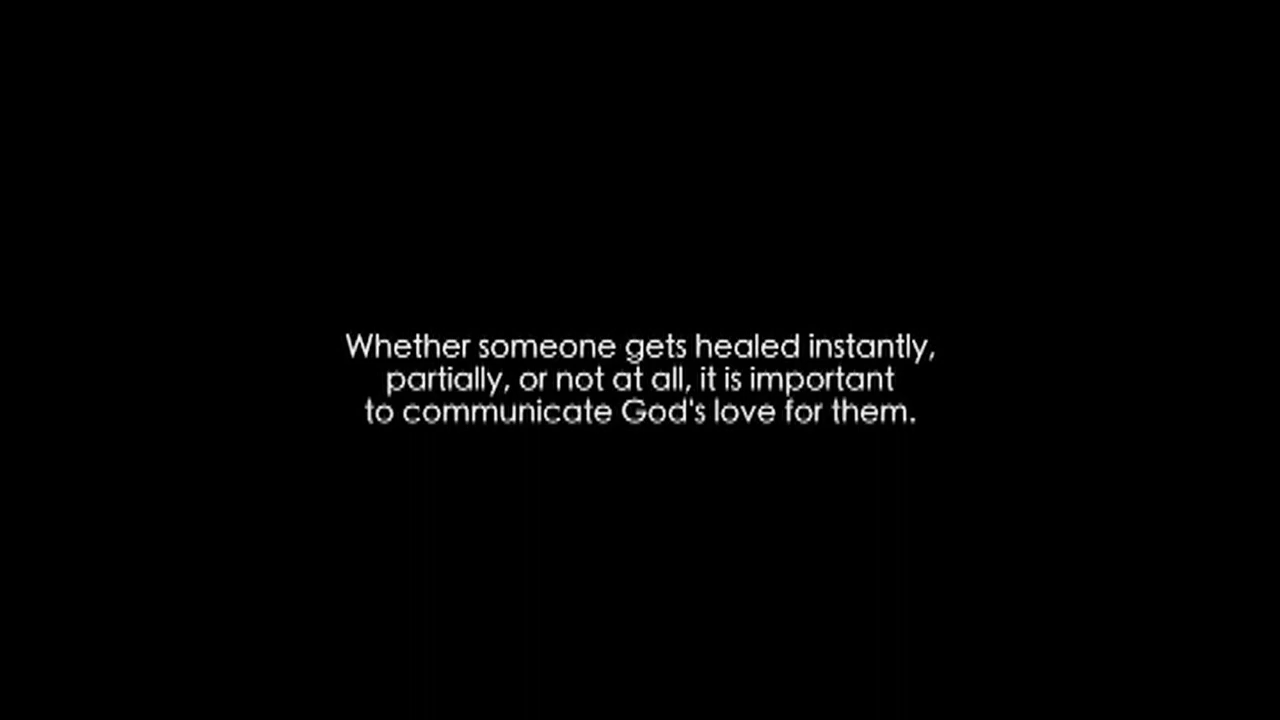 Whether someone gets healed instantly,
partially, or not at all, it is important
to communicate God's love for them.